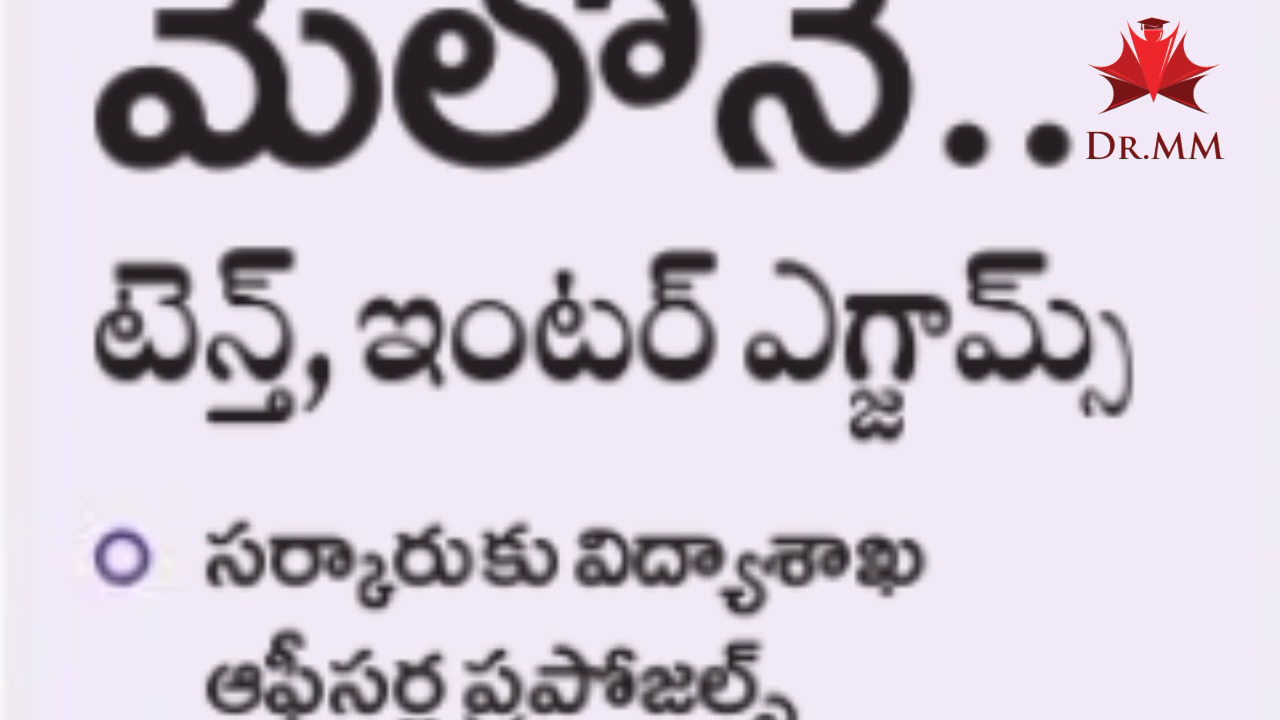 మేలోనే..
DR.MM
టెన్త్, ఇంటర్ ఎగ్జామ్స్
సర్కారుకు విద్యాశాఖ
ఆఫీసర్ల ప్రపోజల్స్